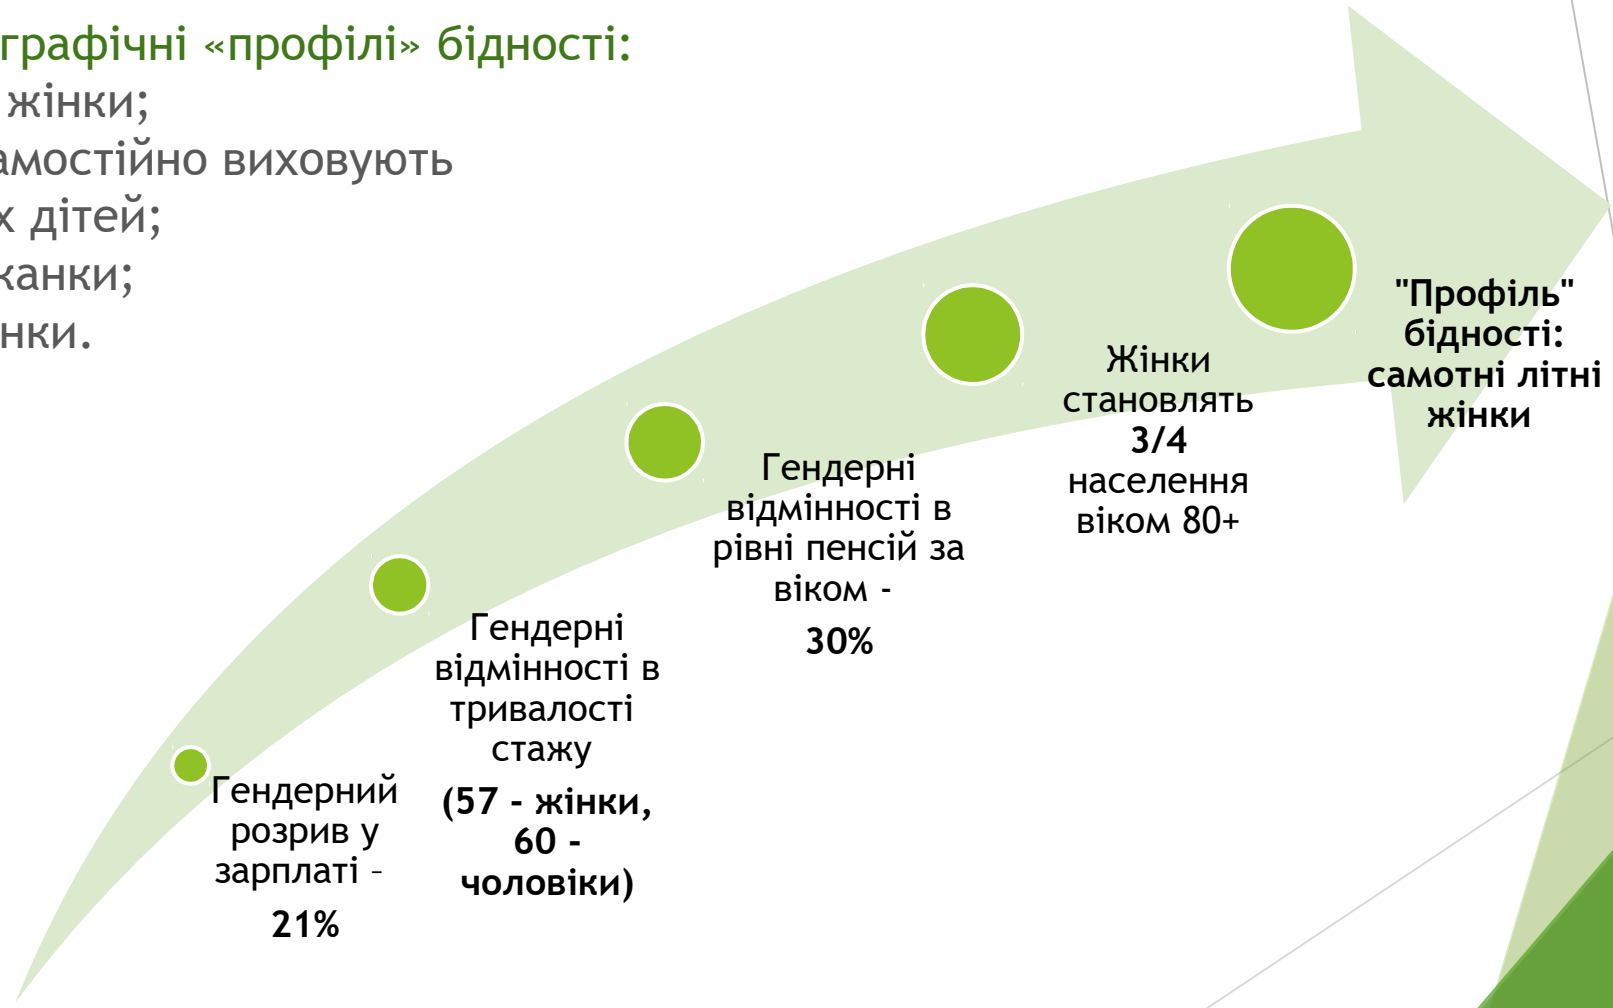 графічні «профілі» бідності:
жінки;
амостійно виховують
х дітей;
канки;
нки.
"Профіль"
бідності:
самотні літні
жінки
Жінки
становлять
3/4
населення
віком 80+
Гендерні
відмінності в
рівні пенсій за
віком -
30%
Гендерні
відмінності в
тривалості
стажу
(57 - жінки,
60 -
чоловіки)
Гендерний
розрив у
зарплаті –
21%